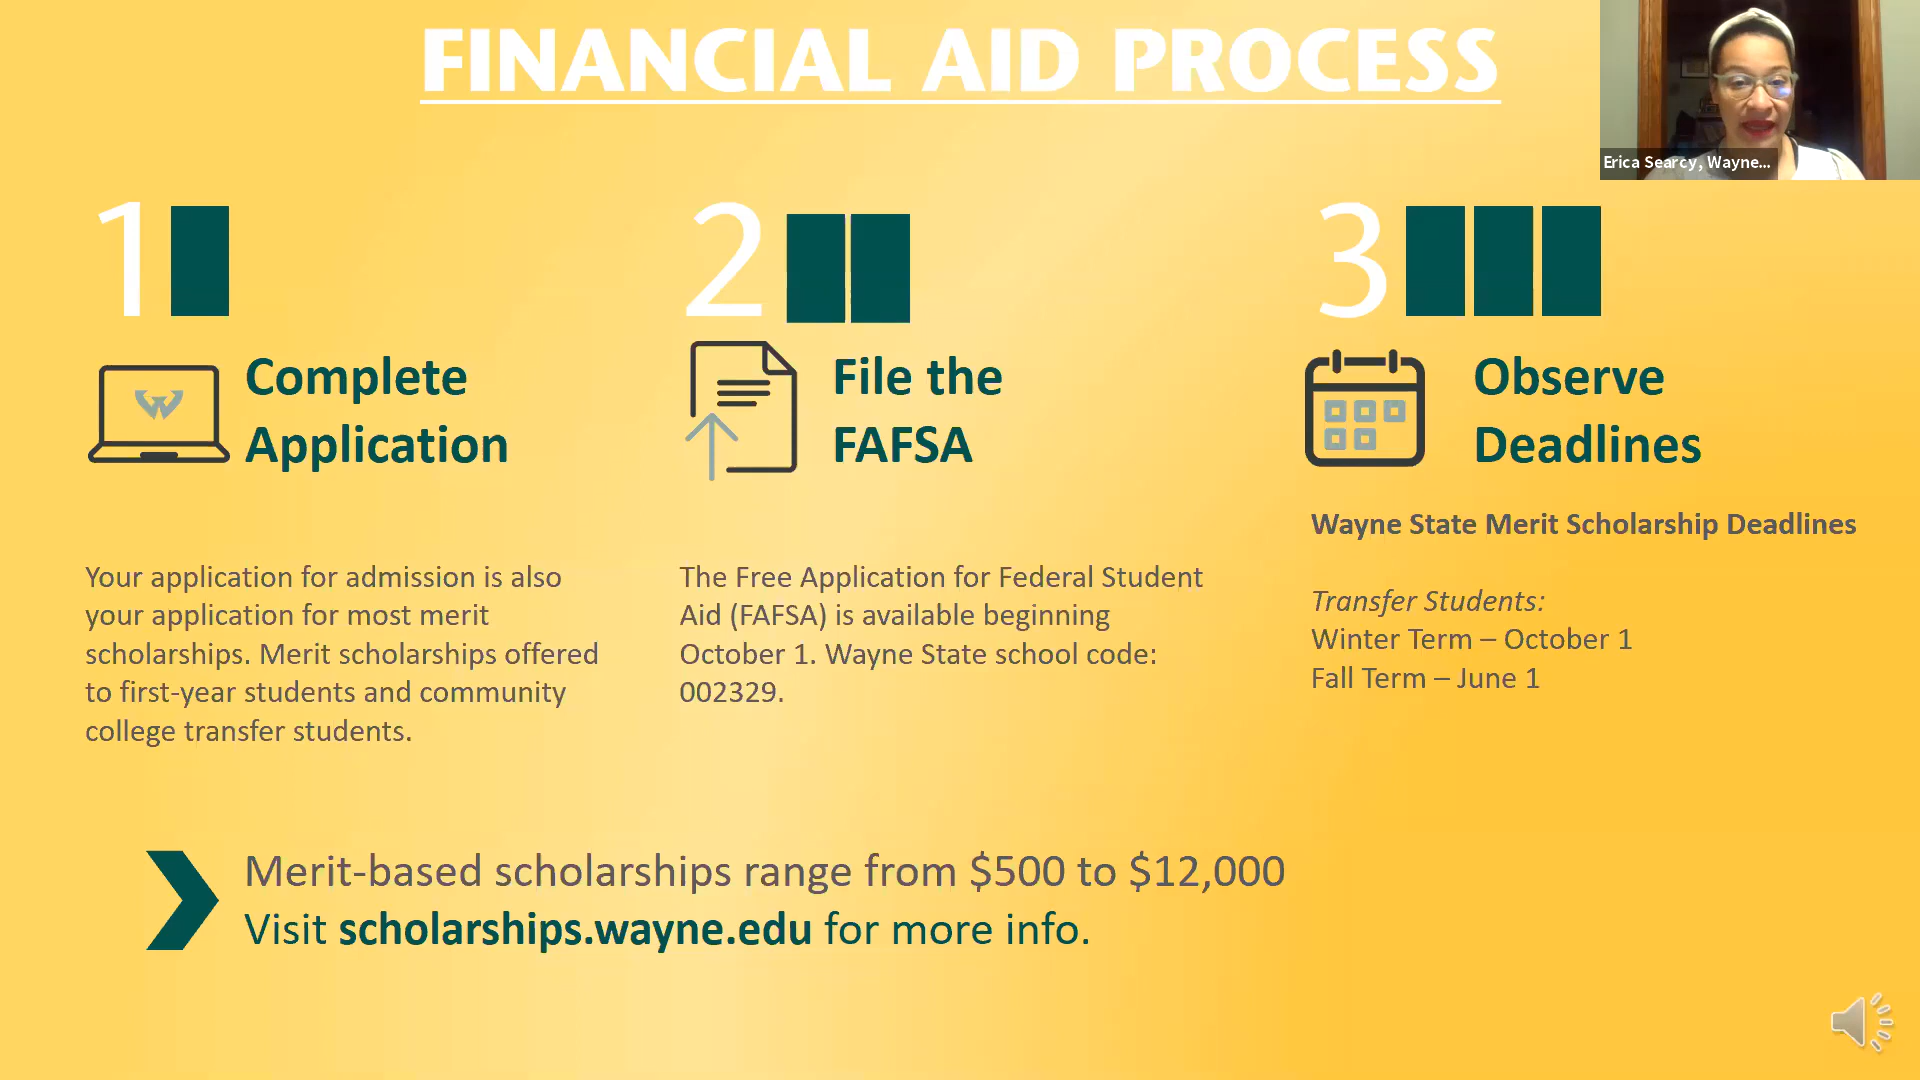 FINANCIAL AID PROCESS
Erica Searcy, Wayne...
1
Complete
Application
Your application for admission is also
your application for most merit
scholarships. Merit scholarships offered
to first-year students and community
college transfer students.
2
File the
FAFSA
The Free Application for Federal Student
Aid (FAFSA) is available beginning
October 1. Wayne State school code:
002329.
3
Observe
Deadlines
Wayne State Merit Scholarship Deadlines
Transfer Students:
Winter Term – October 1
Fall Term – June 1
Merit-based scholarships range from $500 to $12,000
Visit scholarships.wayne.edu for more info.